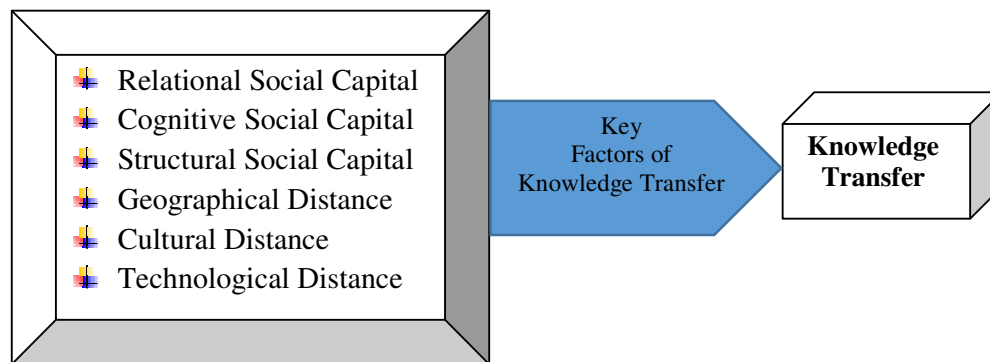 Relational Social Capital
Cognitive Social Capital
Structural Social Capital
Geographical Distance
Cultural Distance
Technological Distance
Key
Factors of
Knowledge Transfer
Knowledge
Transfer